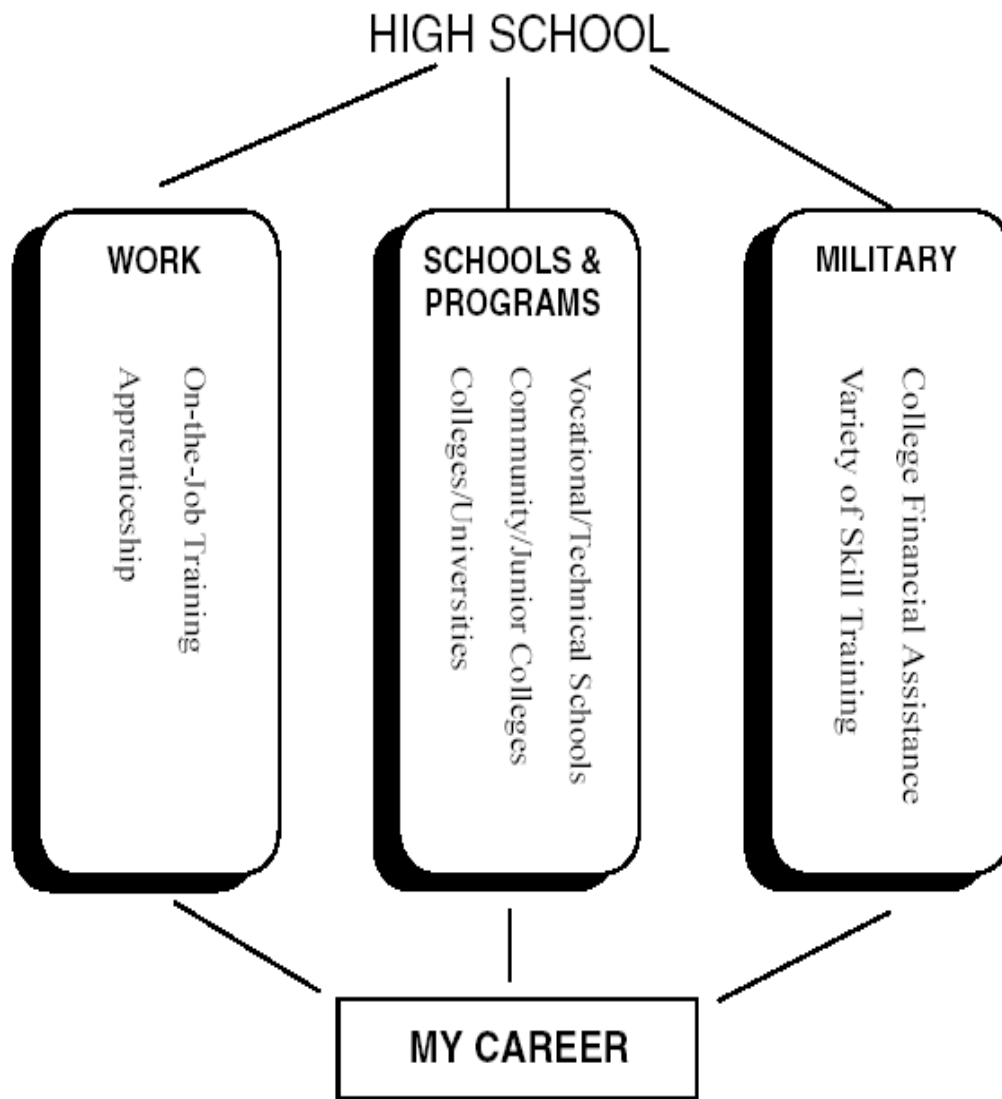 HIGH SCHOOL
WORK
On-the-Job Training
Apprenticeship
SCHOOLS &
PROGRAMS
Vocational/Technical Schools
Community/Junior Colleges
Colleges/Universities
MILITARY
College Financial Assistance
Variety of Skill Training
MY CAREER